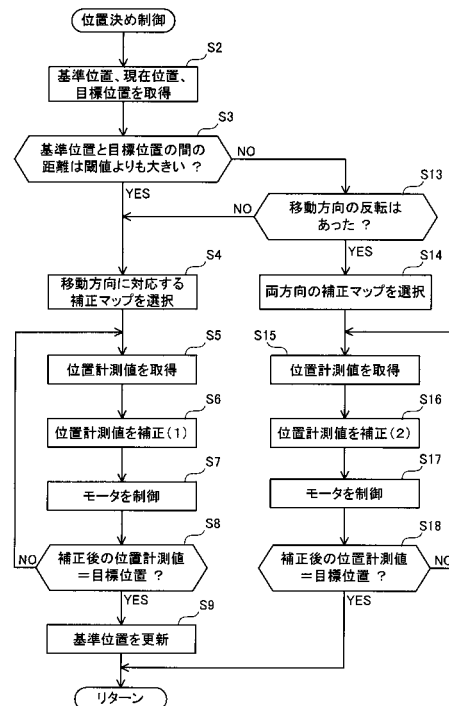 位置決め制御
S2
基準位置、現在位置、
目標位置を取得
S3
基準位置と目標位置の間の
距離は閾値よりも大きい ?
NO
YES
S13
移動方向の反転は
あった ?
NO
YES
S4
移動方向に対応する
補正マップを選択
S14
両方向の補正マップを選択
S5
位置計測値を取得
S15
位置計測値を取得
S6
位置計測値を補正(1)
S16
位置計測値を補正(2)
S7
モータを制御
S17
モータを制御
S8
補正後の位置計測値
=目標位置 ?
NO
YES
S18
補正後の位置計測値
=目標位置 ?
NO
YES
S9
基準位置を更新
リターン